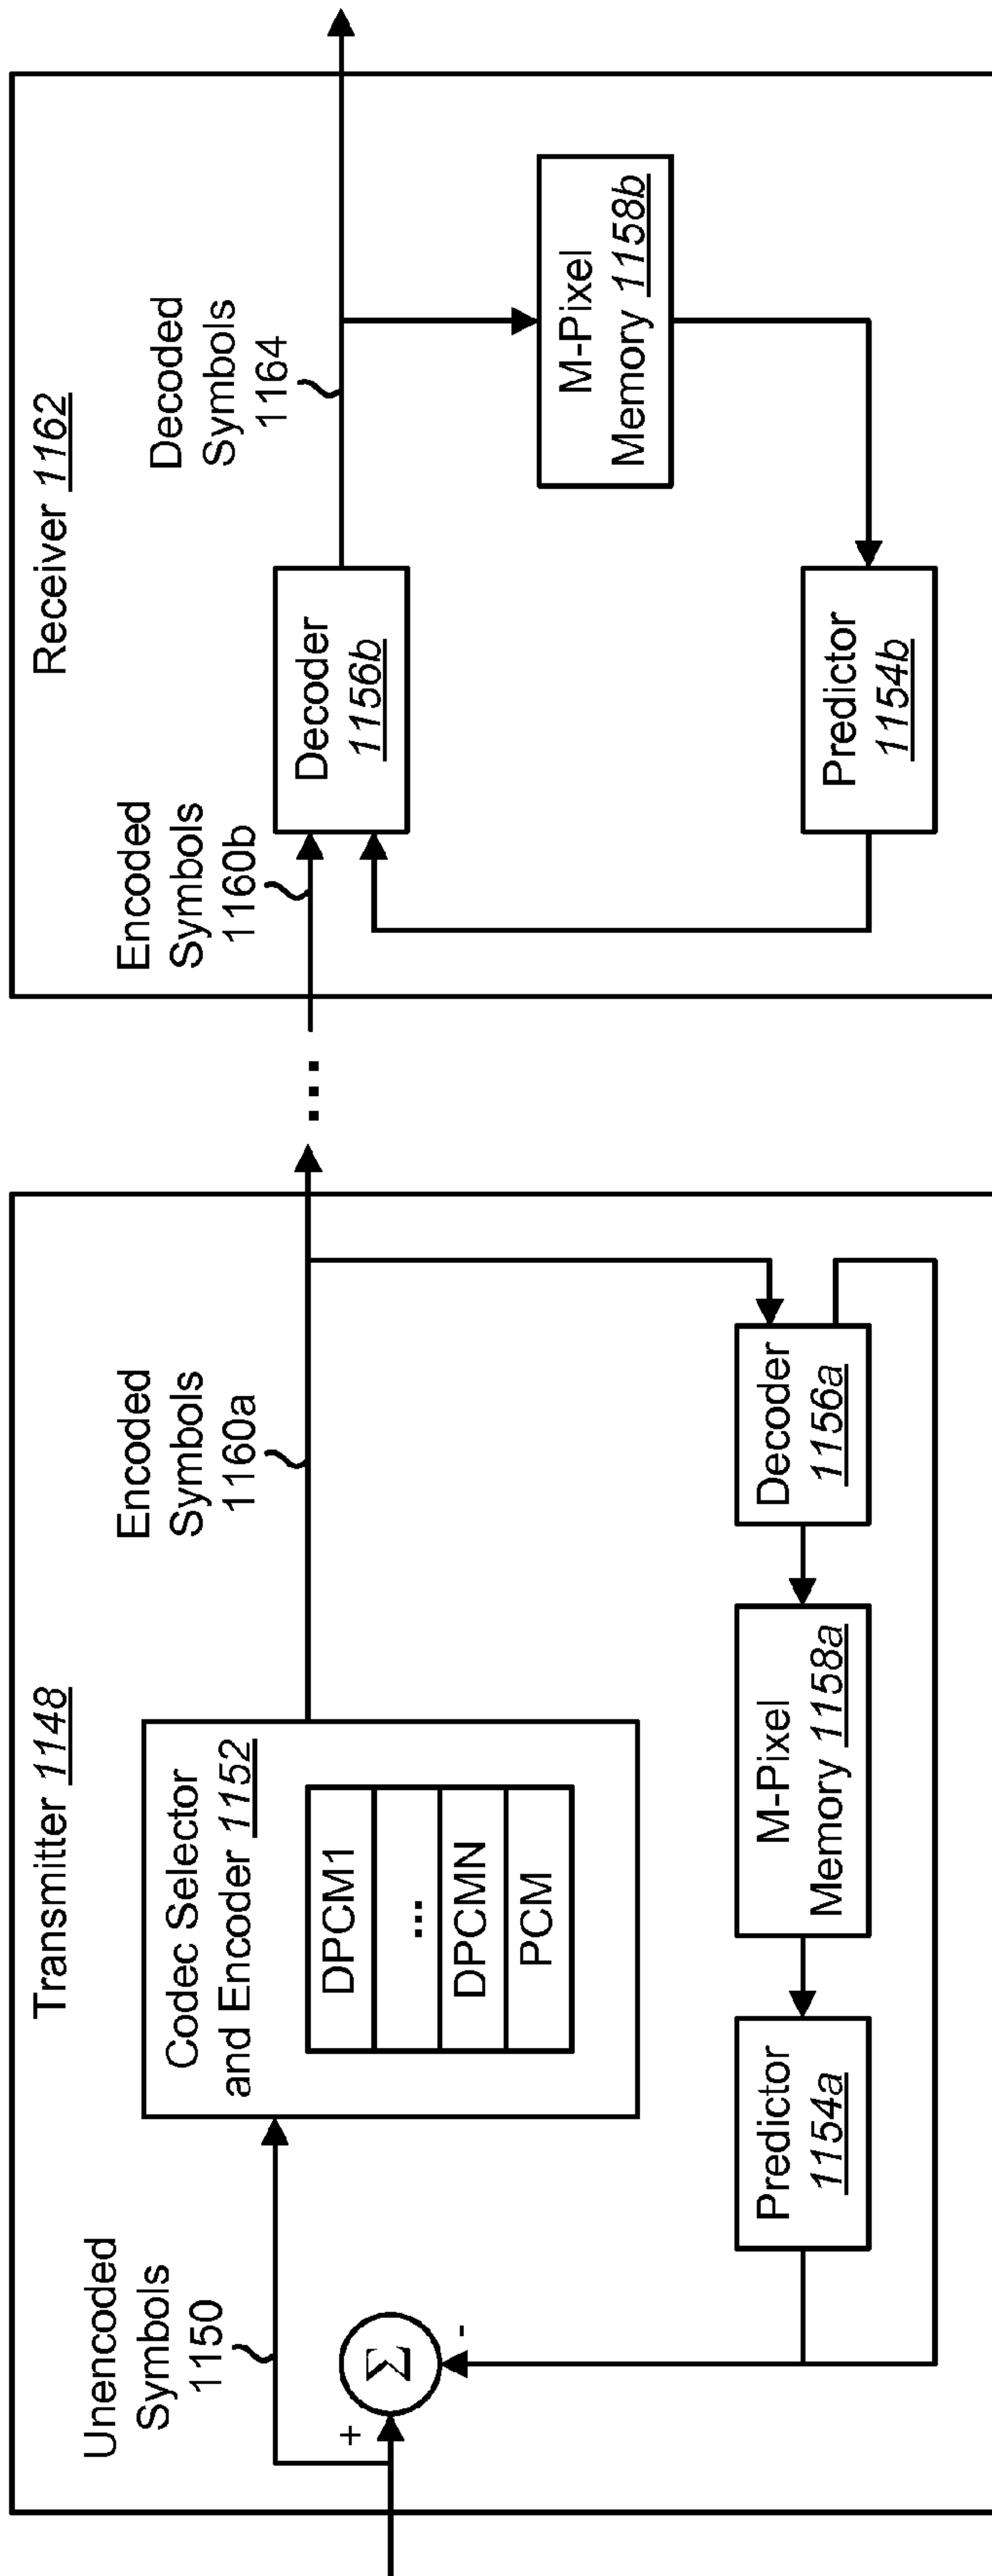 Transmitter 1148
Unencoded
Symbols
1150
+
Σ
-
Codec Selector
and Encoder 1152
DPCM1
...
DPCMN
PCM
Encoded
Symbols
1160a
Predictor
1154a
M-Pixel
Memory 1158a
Decoder
1156a
...
Receiver 1162
Encoded
Symbols
1160b
Decoder
1156b
Decoded
Symbols
1164
M-Pixel
Memory 1158b
Predictor
1154b